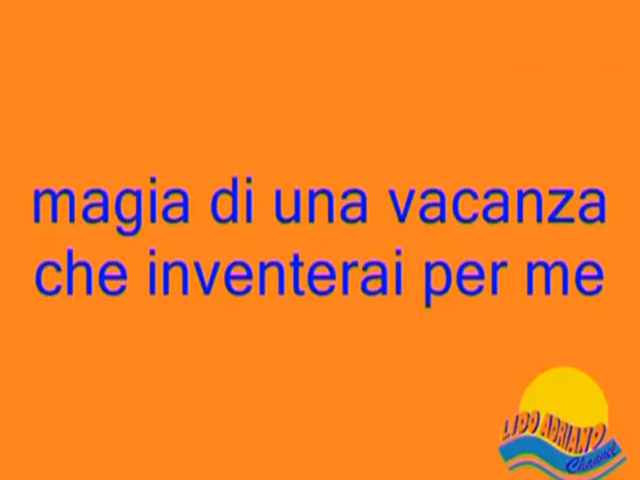 magia di una vacanza
che inventerai per me
LIDO ADRIANO
Channel